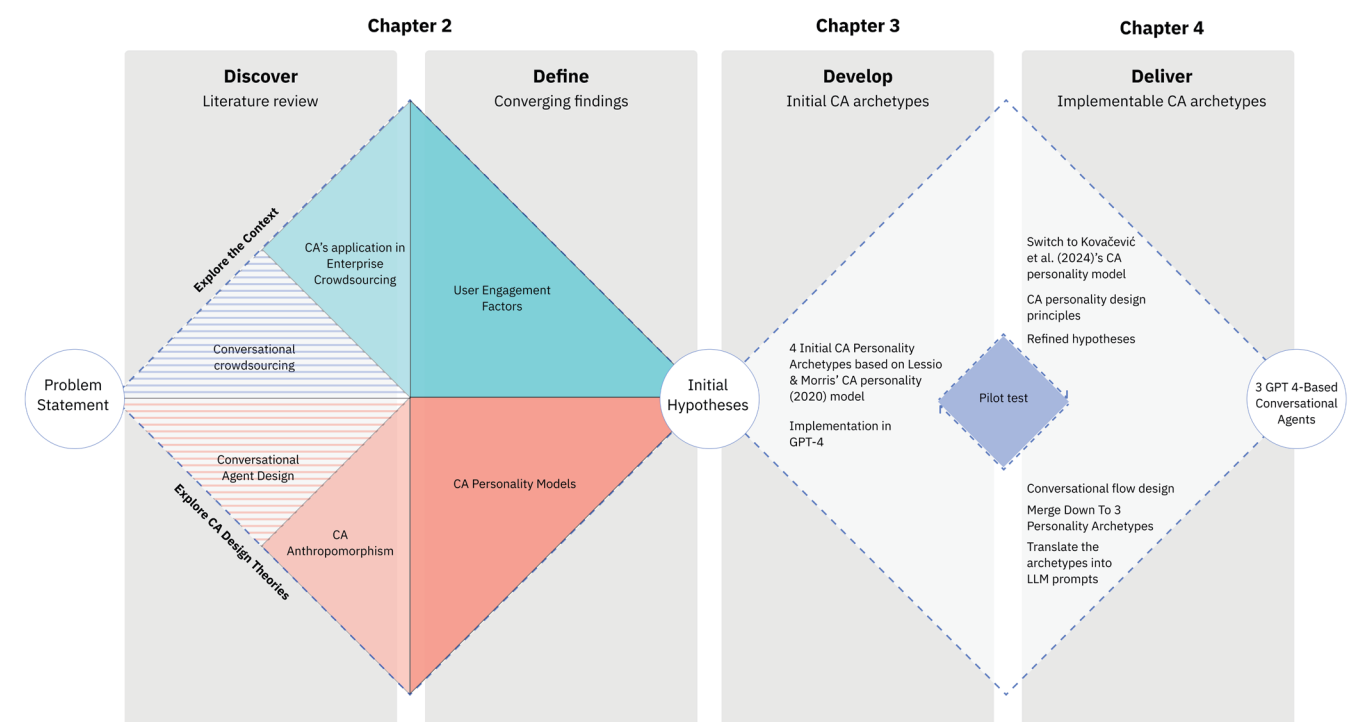 Chapter 2
Chapter 3
Chapter 4
Discover
Literature review
Define
Converging findings
Develop
Initial CA archetypes
Deliver
Implementable CA archetypes
Explore the Context
CA's application in
Enterprise
Crowdsourcing
User Engagement
Factors
Conversational
crowdsourcing
Problem
Statement
Conversational
Agent Design
Explore CA Design Theories
CA
Anthropomorphism
CA Personality Models
Initial
Hypotheses
4 Initial CA Personality
Archetypes based on Lessio
& Morris' CA personality
(2020) model
Implementation in
GPT-4
Pilot test
Switch to Kovačević
et al. (2024)'s CA
personality model
CA personality design
principles
Refined hypotheses
Conversational flow design
Merge Down To 3
Personality Archetypes
Translate the
archetypes into
LLM prompts
3 GPT 4-Based
Conversational
Agents